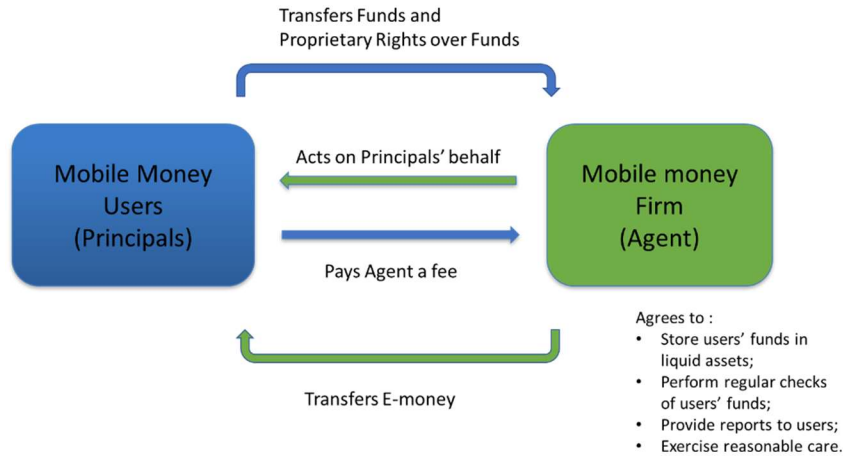 Transfers Funds and
Proprietary Rights over Funds
Mobile Money
Users
(Principals)
Acts on Principals’ behalf
Pays Agent a fee
Mobile money
Firm
(Agent)
Transfers E-money
Agrees to :
• Store users’ funds in
liquid assets;
• Perform regular checks
of users’ funds;
• Provide reports to users;
• Exercise reasonable care.